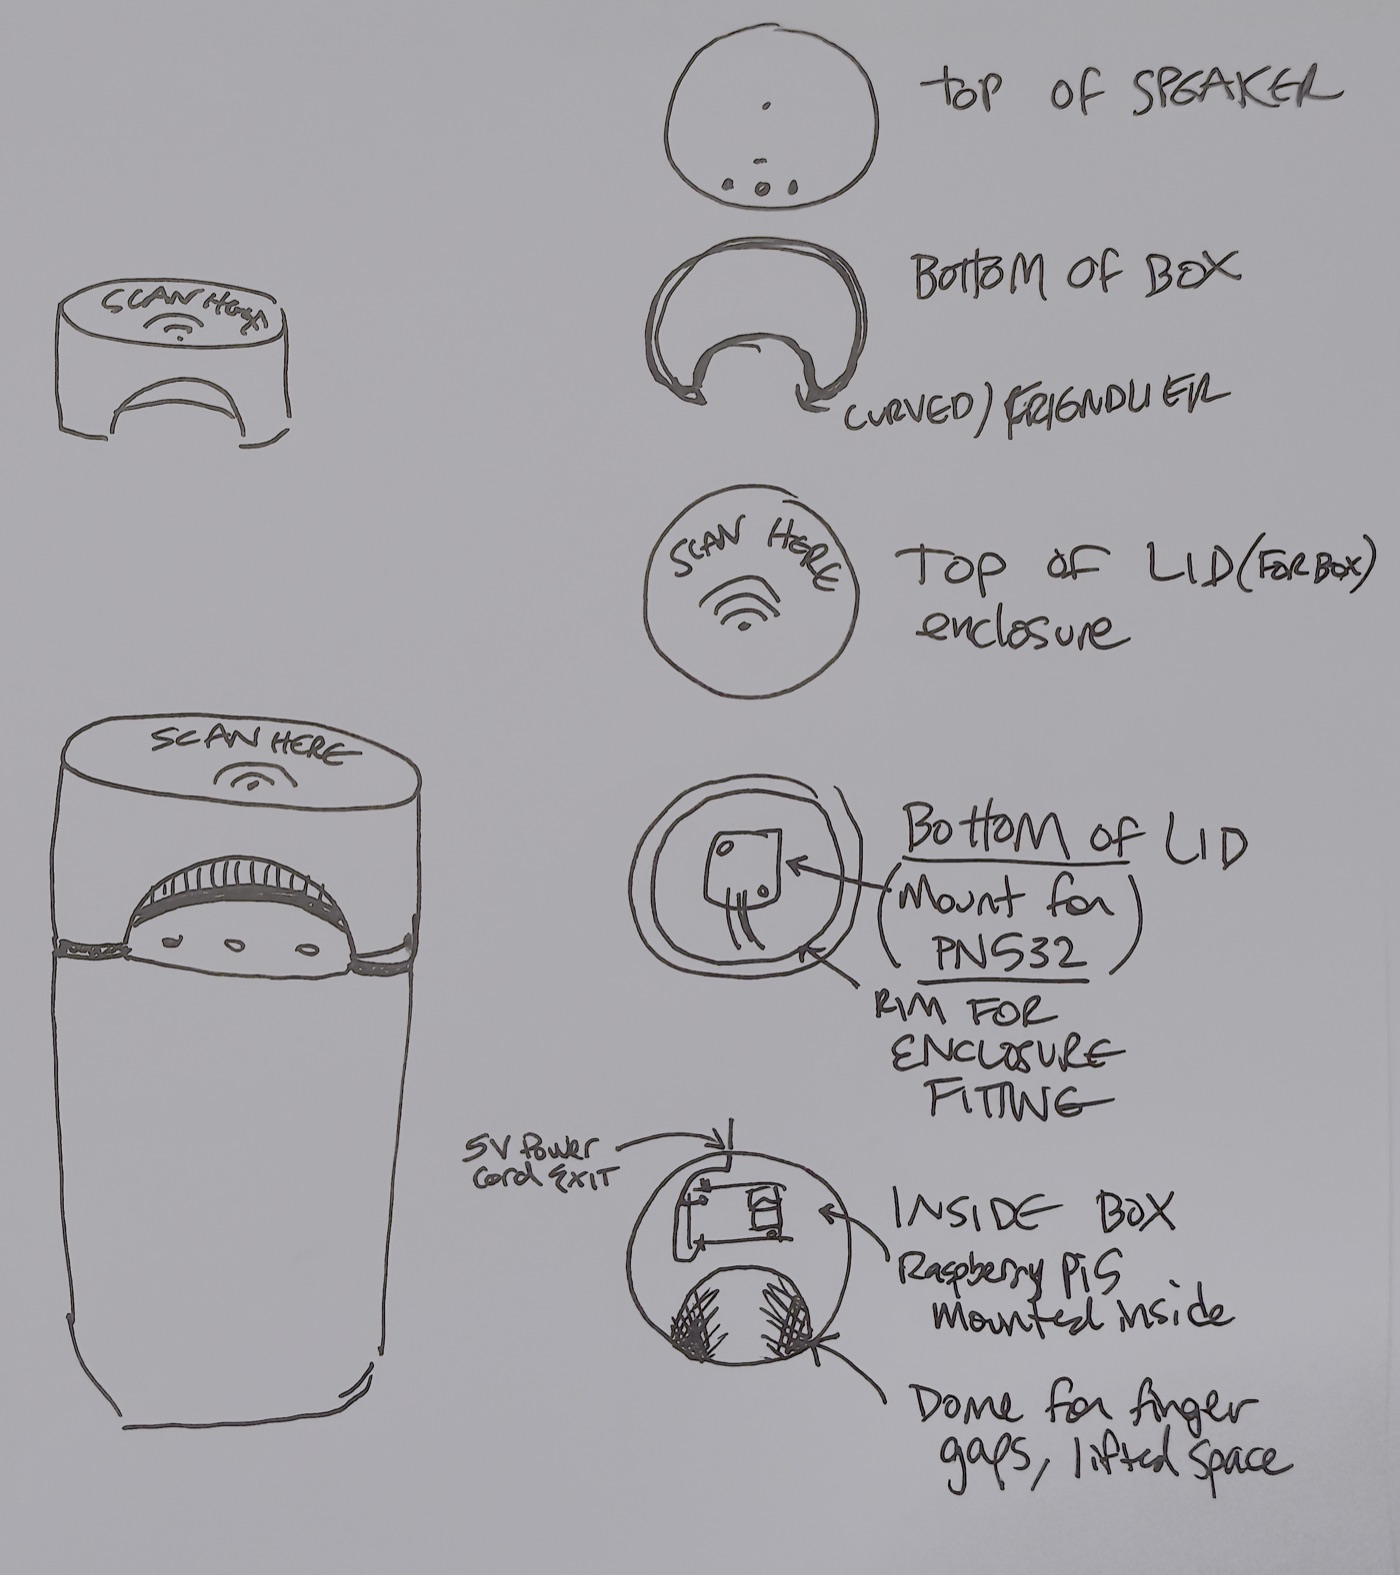 TOP OF SPEAKER
BOTTOM OF BOX
CURVED / FRIENDLIER
SCAN HERE
SCAN HERE
TOP OF LID (FOR BOX)
enclosure
SCAN HERE
BOTTOM OF LID
(Mount for
PN532)
RIM FOR
ENCLOSURE
FITTING
5V Power
Cord EXIT
INSIDE BOX
Raspberry Pi5
Mounted inside
Dome for finger
gaps, lifted space